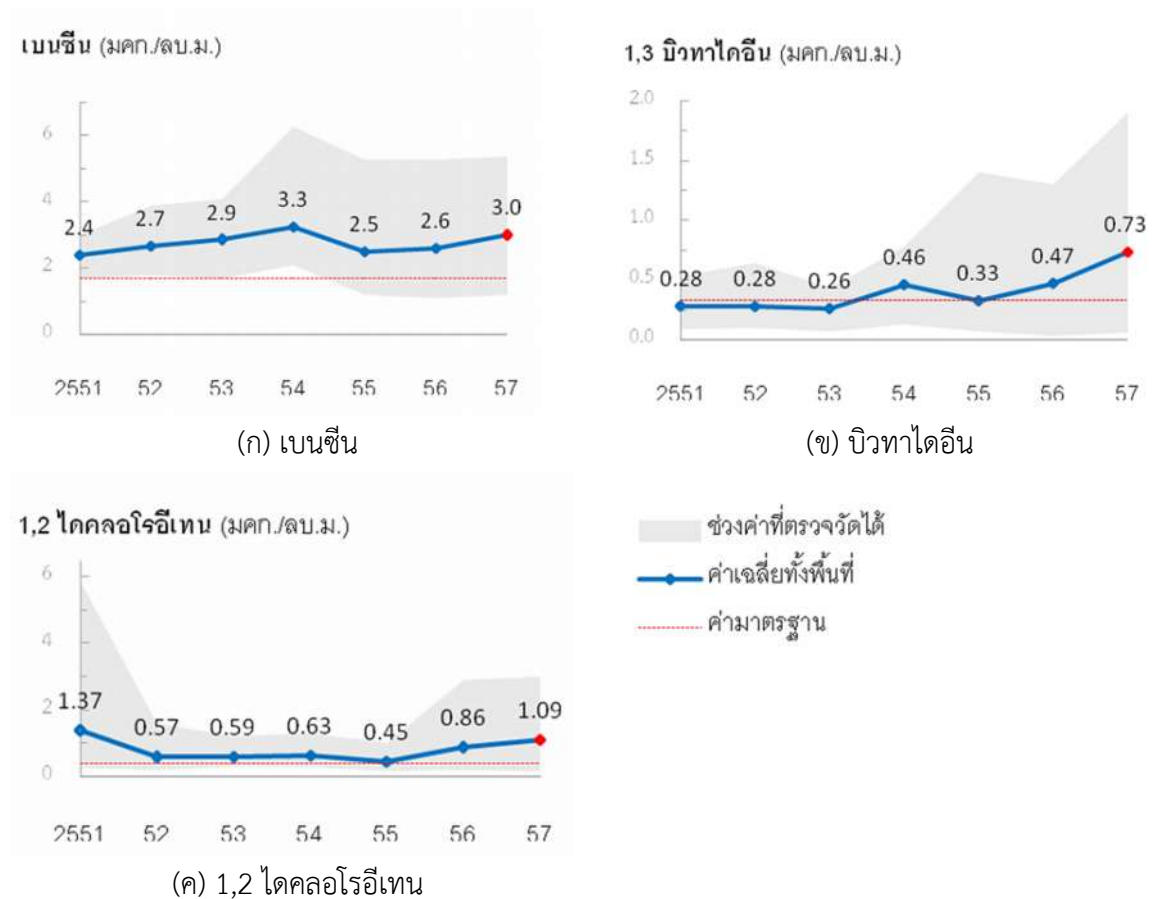 เบนซีน (มคก./ลบ.ม.)
6
4
2
0
2.4 2.7 2.9 3.3 2.5 2.6 3.0
2551 52 53 54 55 56 57
(ก) เบนซีน
1,3 บิวทาไดอีน (มคก./ลบ.ม.)
2.0
1.5
1.0
0.5
0.0
0.28 0.28 0.26 0.46 0.33 0.47 0.73
2551 52 53 54 55 56 57
(ข) บิวทาไดอีน
1,2 ไดคลอโรอีเทน (มคก./ลบ.ม.)
6
4
2
0
1.37 0.57 0.59 0.63 0.45 0.86 1.09
2551 52 53 54 55 56 57
(ค) 1,2 ไดคลอโรอีเทน
ช่วงค่าที่ตรวจวัดได้
ค่าเฉลี่ยทั้งพื้นที่
ค่ามาตรฐาน